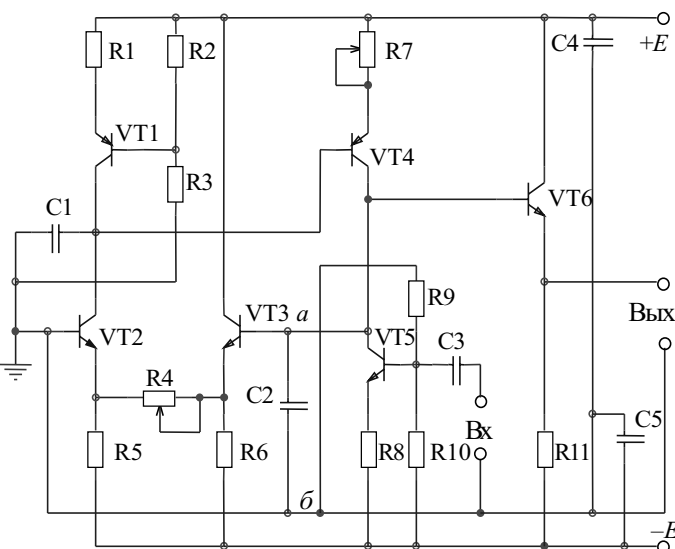 R1
R2
R7
C4
+E
VT1
VT4
R3
VT6
C1
R9
VT2
VT3 a
VT5
C3
Вых
R4
C2
Вх
C5
R5
R6
R8
R10
R11
б
–E